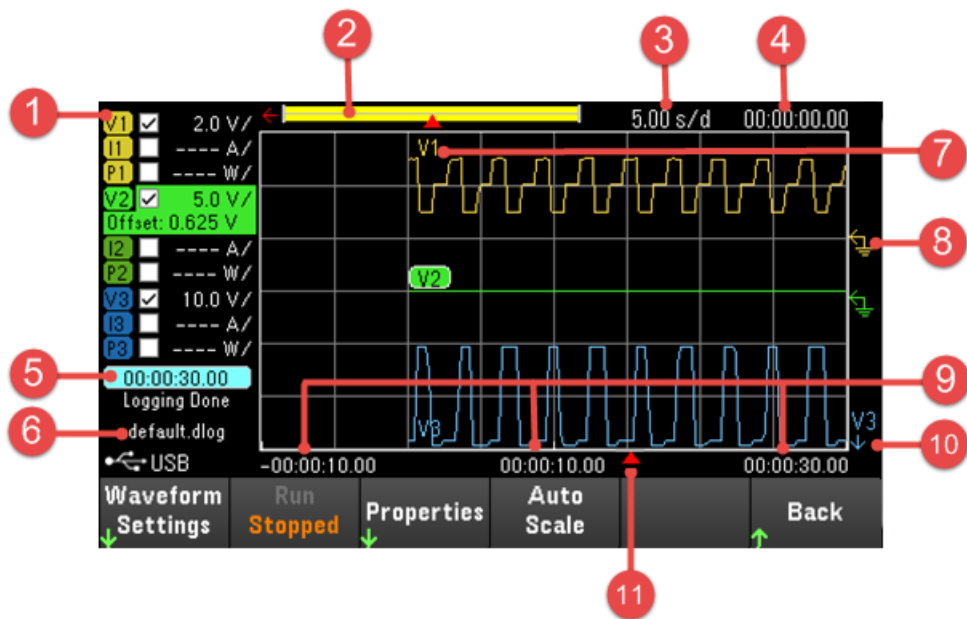 2
3
4
1
V1 2.0 V/
5.00 s/d 00:00:00.00
I1 ---- A/
V1
7
P1 ---- W/
V2 5.0 V/
Offset: 0.625 V
8
I2 ---- A/
P2 ---- W/
V2
V3 10.0 V/
I3 ---- A/
P3 ---- W/
5
00:00:30.00
9
Logging Done
6
default.dlog
V3
V3
10
USB
-00:00:10.00 00:00:10.00 00:00:30.00
Waveform
Settings
Run
Stopped
Properties
Auto
Scale
Back
11